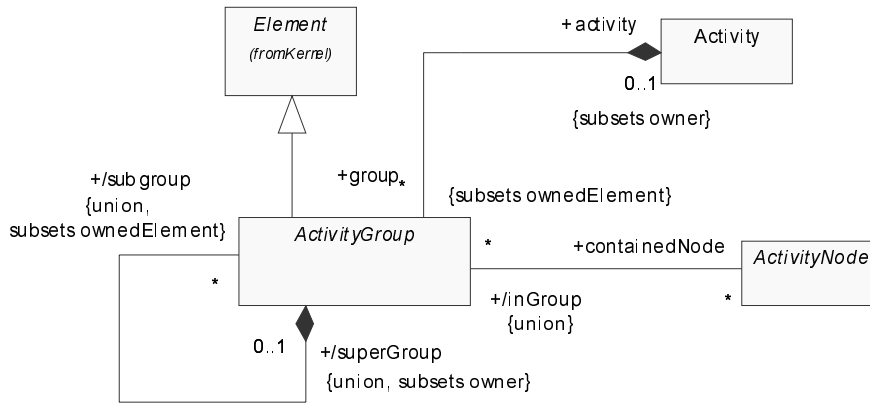 Element
(fromKernel)
+activity
Activity
0..1
{subsets owner}
+/subgroup
{union,
subsets ownedElement}
+group
*
{subsets ownedElement}
ActivityGroup
*
+containedNode
ActivityNode
*
+/inGroup
{union}
*
0..1
+/superGroup
{union, subsets owner}